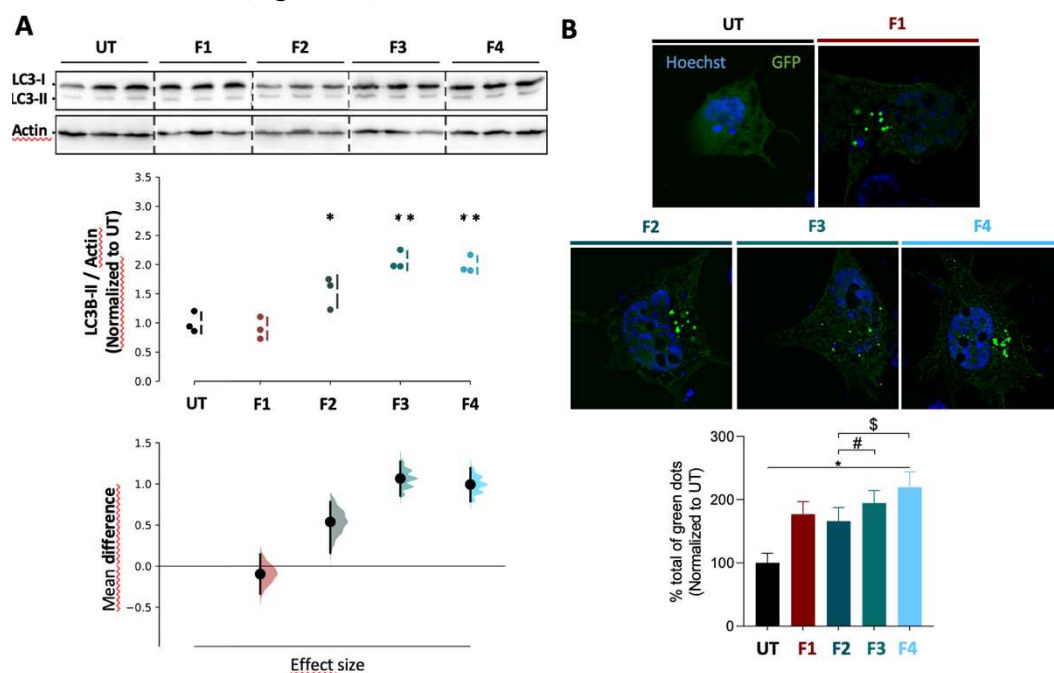 A
UT F1 F2 F3 F4
LC3-I
LC3-II
Actin
LC3B-II / Actin
(Normalized to UT)
3.5
3.0
2.5
2.0
1.5
1.0
0.5
0.0
* ** **
UT F1 F2 F3 F4
Mean difference
1.5
1.0
0.5
0.0
−0.5
Effect size
B
UT F1
Hoechst GFP
F2 F3 F4
% total of green dots
(Normalized to UT)
300
200
100
0
$
#
*
UT F1 F2 F3 F4